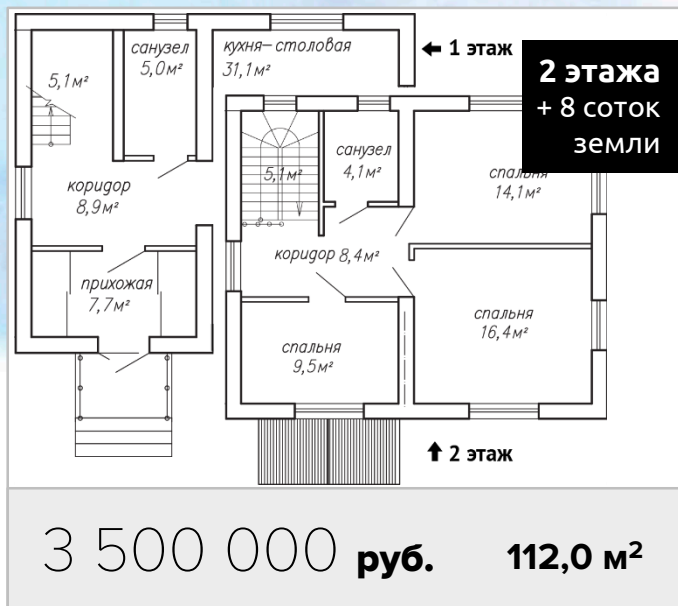 санузел
5,0м²
кухня–столовая
31,1м²
1 этаж
5,1м²
2 этажа
+ 8 соток
земли
санузел
4,1м²
5,1м²
спальня
14,1м²
коридор
8,9м²
коридор 8,4м²
прихожая
7,7м²
спальня
16,4м²
спальня
9,5м²
2 этаж
3 500 000 руб.
112,0 м²